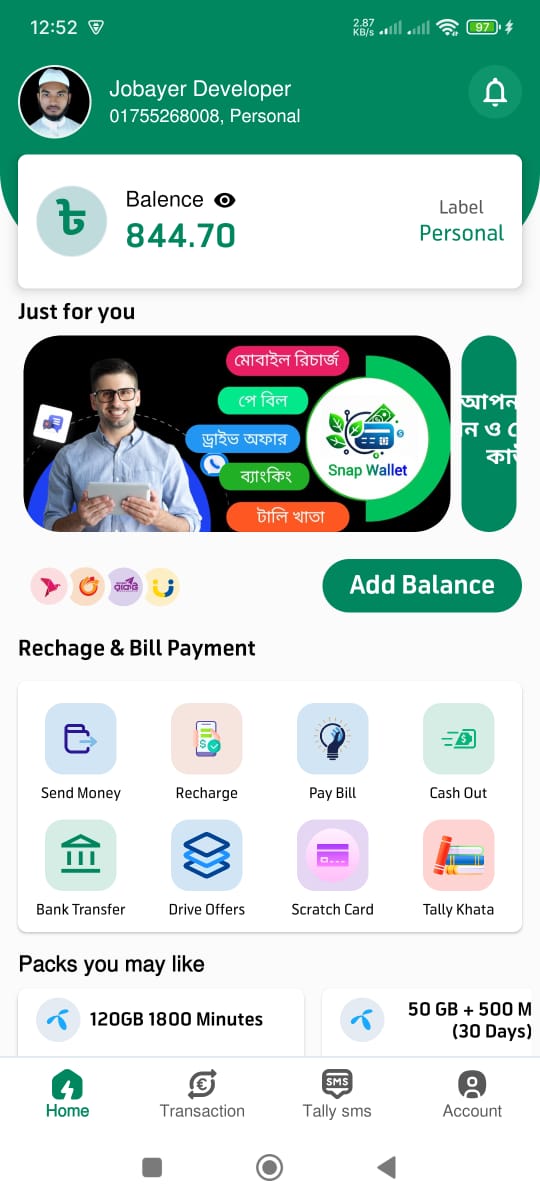 12:52
2.87
KB/s
97
Jobayer Developer
01755268008, Personal
Balence
844.70
Label
Personal
Just for you
মোবাইল রিচার্জ
পে বিল
ড্রাইভ অফার
ব্যাংকিং
টালি খাতা
Snap Wallet
আপন
ন ও
Add Balance
Rechage & Bill Payment
Send Money
Recharge
Pay Bill
Cash Out
Bank Transfer
Drive Offers
Scratch Card
Tally Khata
Packs you may like
120GB 1800 Minutes
50 GB + 500 M
(30 Days)
SMS
Home
Transaction
Tally sms
Account